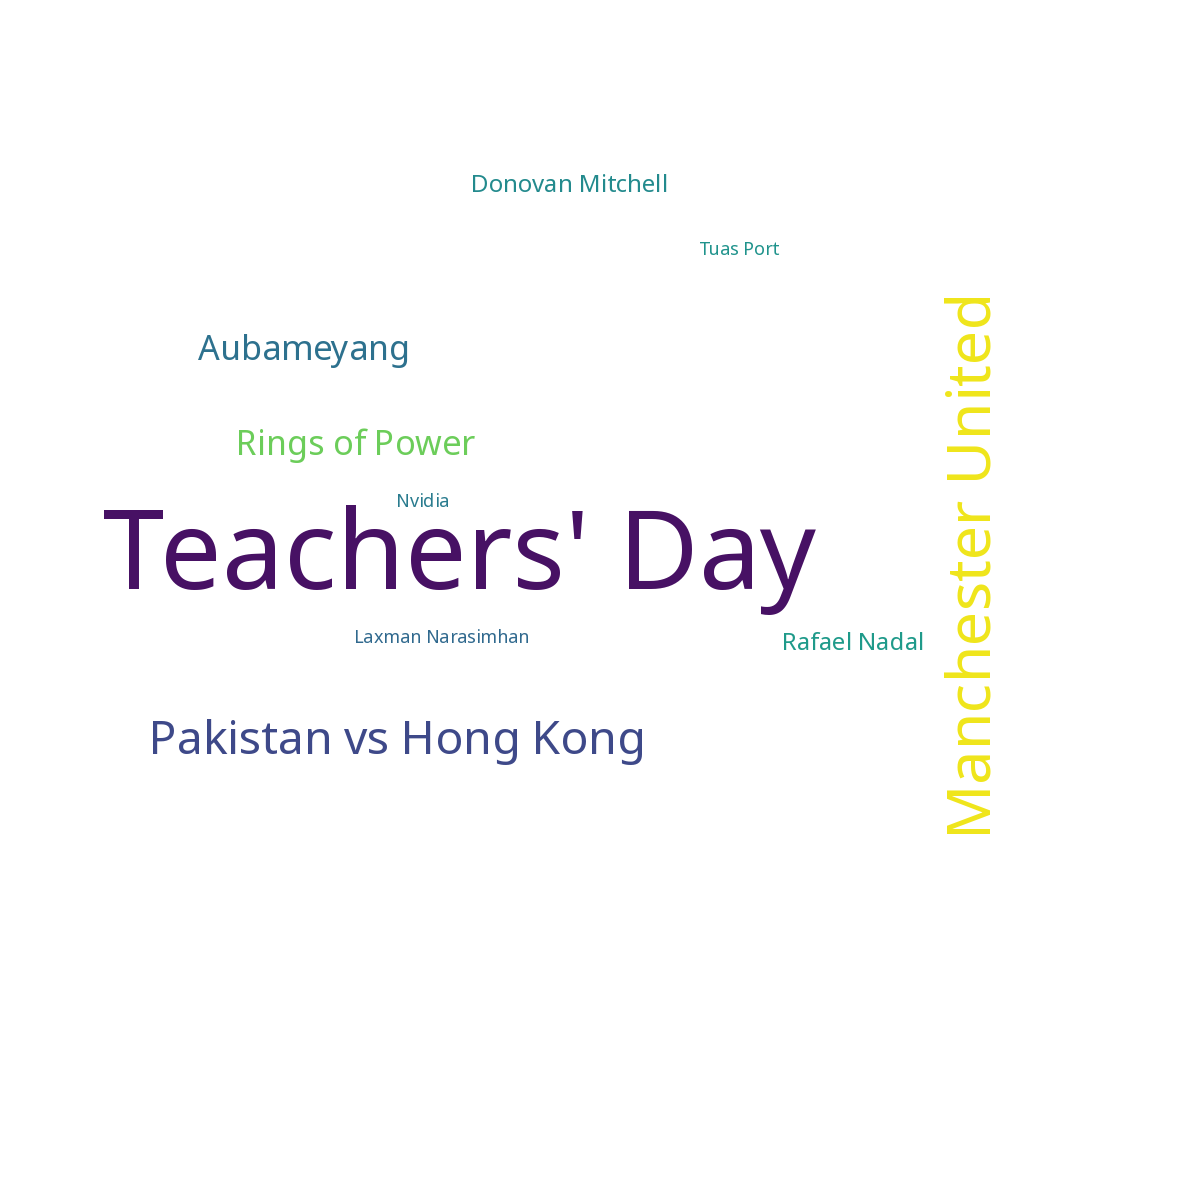 Donovan Mitchell
Tuas Port
Aubameyang
Rings of Power
Nvidia
Teachers' Day
Laxman Narasimhan
Rafael Nadal
Pakistan vs Hong Kong
Manchester United